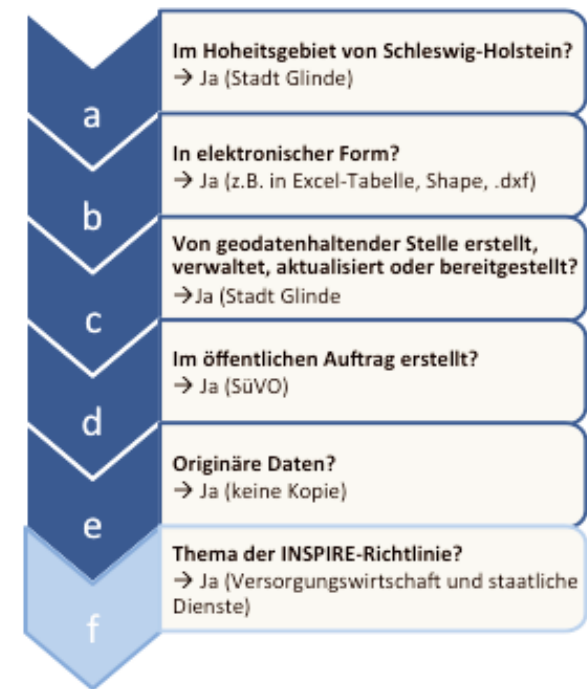 a
Im Hoheitsgebiet von Schleswig-Holstein?
→ Ja (Stadt Glinde)
b
In elektronischer Form?
→ Ja (z.B. in Excel-Tabelle, Shape, .dxf)
c
Von geodatenhaltender Stelle erstellt,
verwaltet, aktualisiert oder bereitgestellt?
→Ja (Stadt Glinde
d
Im öffentlichen Auftrag erstellt?
→ Ja (SüVO)
e
Originäre Daten?
→ Ja (keine Kopie)
f
Thema der INSPIRE-Richtlinie?
→ Ja (Versorgungswirtschaft und staatliche
Dienste)